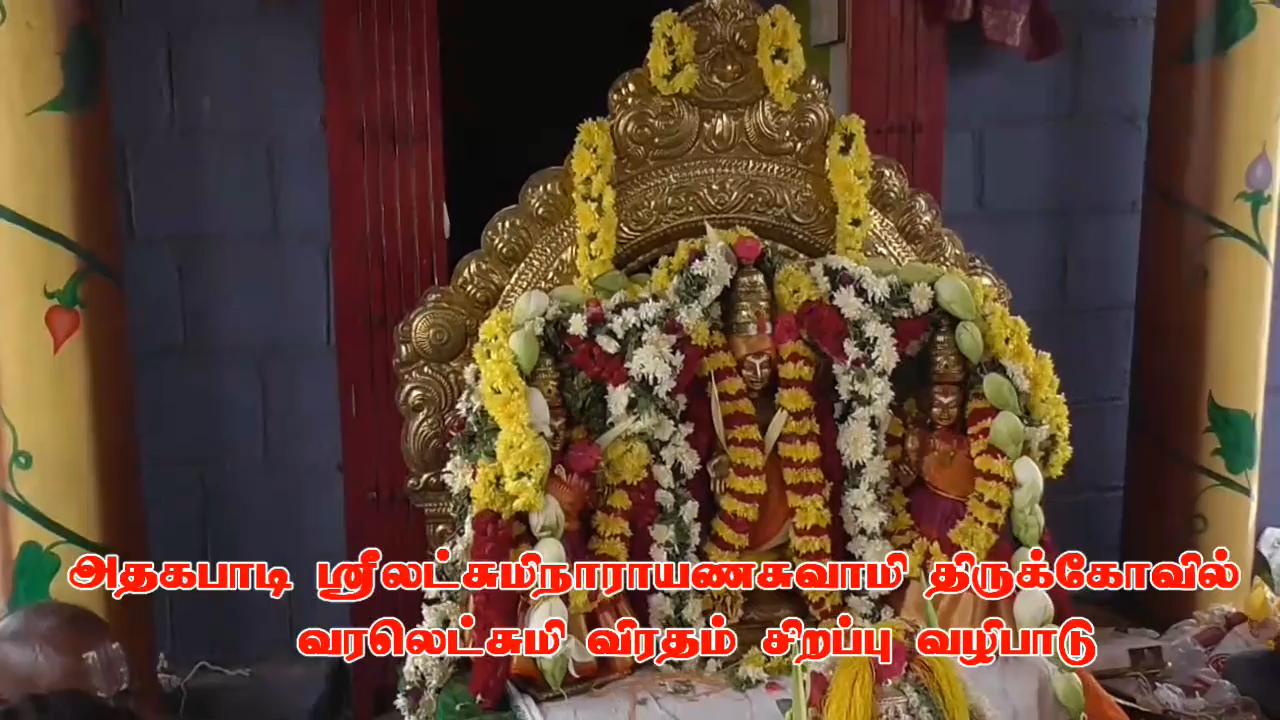 அதகபாடி ஸ்ரீலட்சுமிநாராயணசுவாமி திருக்கோவில்
வரலெட்சுமி விரதம் சிறப்பு வழிபாடு